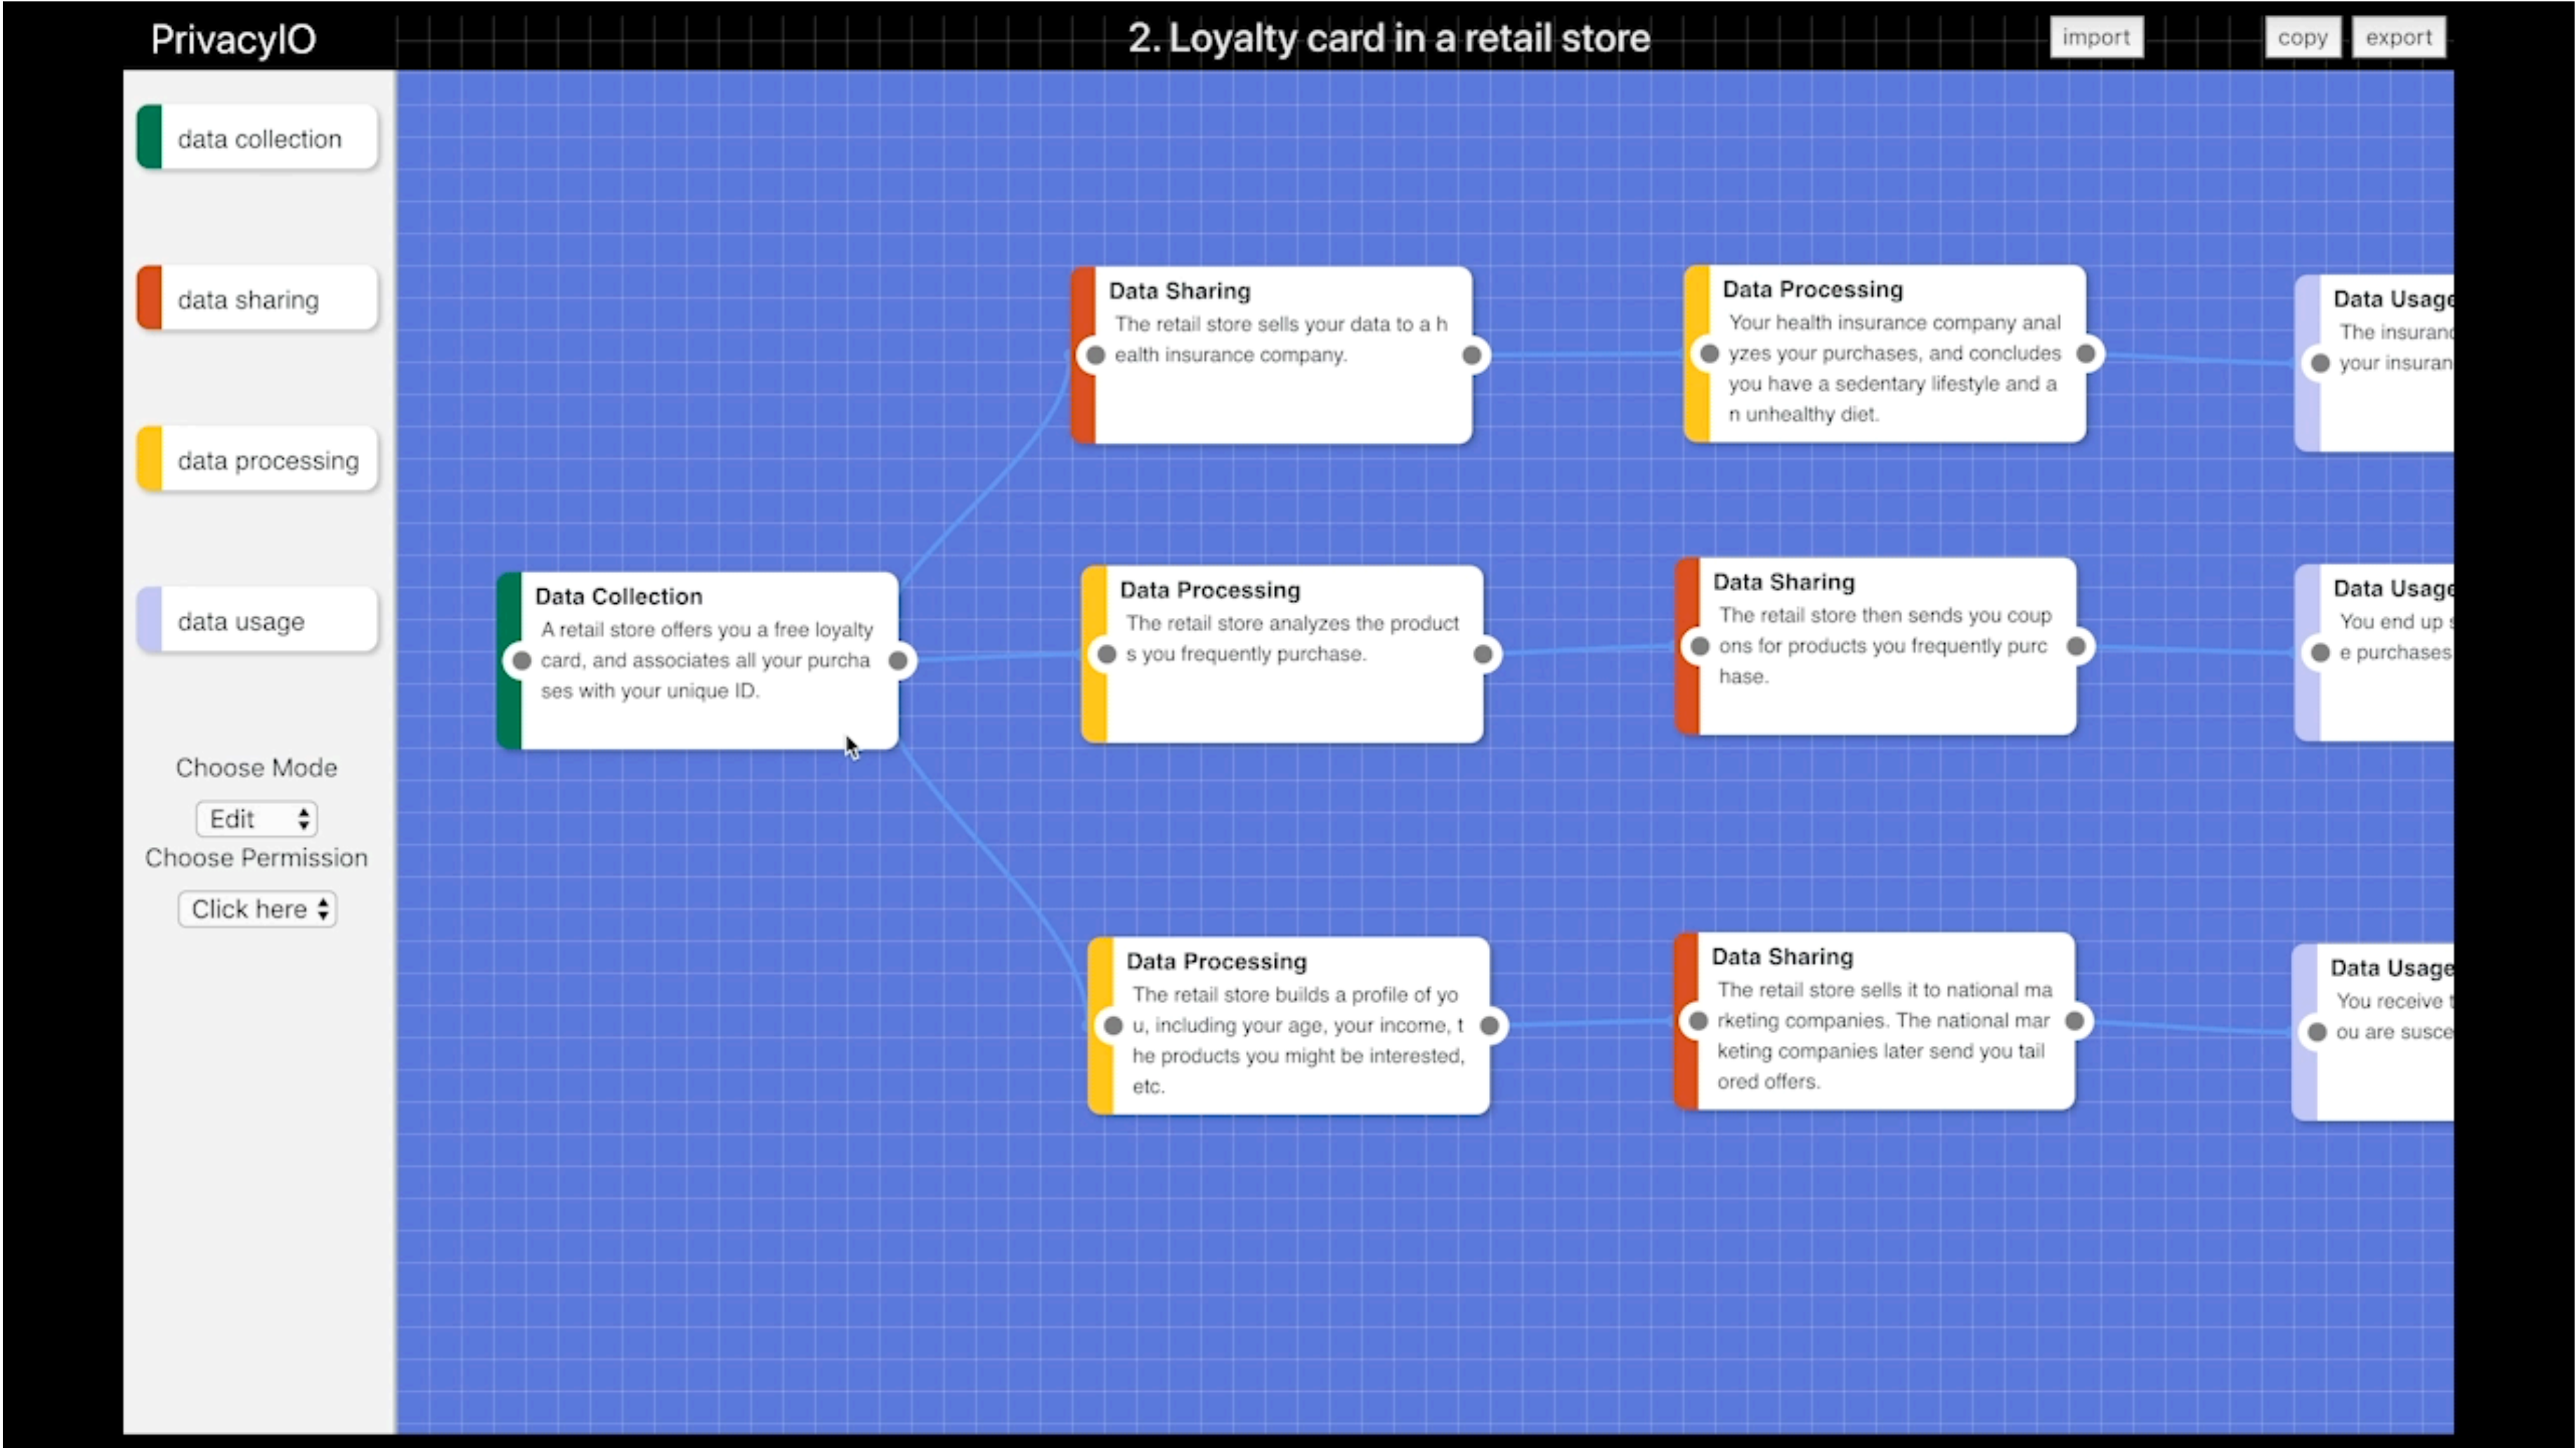 PrivacyIO
2. Loyalty card in a retail store
import
copy
export
data collection
data sharing
data processing
data usage
Choose Mode
Edit
Choose Permission
Click here
Data Collection
A retail store offers you a free loyalty
card, and associates all your purcha
ses with your unique ID.
Data Sharing
The retail store sells your data to a h
ealth insurance company.
Data Processing
Your health insurance company anal
yzes your purchases, and concludes
you have a sedentary lifestyle and a
n unhealthy diet.
Data Usage
The insuranc
your insuran
Data Processing
The retail store analyzes the product
s you frequently purchase.
Data Sharing
The retail store then sends you coup
ons for products you frequently purc
hase.
Data Usage
You end up s
e purchases
Data Processing
The retail store builds a profile of yo
u, including your age, your income, t
he products you might be interested,
etc.
Data Sharing
The retail store sells it to national ma
rketing companies. The national mar
keting companies later send you tail
ored offers.
Data Usage
You receive t
ou are susce